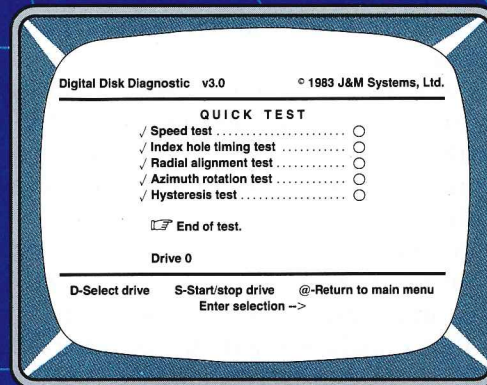 Digital Disk Diagnostic v3.0 © 1983 J&M Systems, Ltd.
QUICK TEST
√ Speed test .................... ○
√ Index hole timing test .......... ○
√ Radial alignment test ........... ○
√ Azimuth rotation test ........... ○
√ Hysteresis test ................. ○
☞ End of test.
Drive 0
D-Select drive S-Start/stop drive @-Return to main menu
Enter selection -->